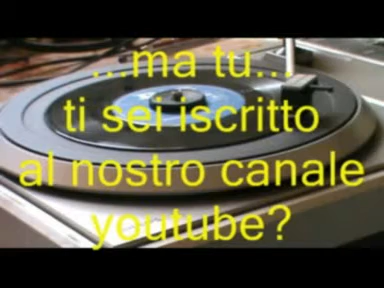 ...ma tu...
ti sei iscritto
al nostro canale
youtube?